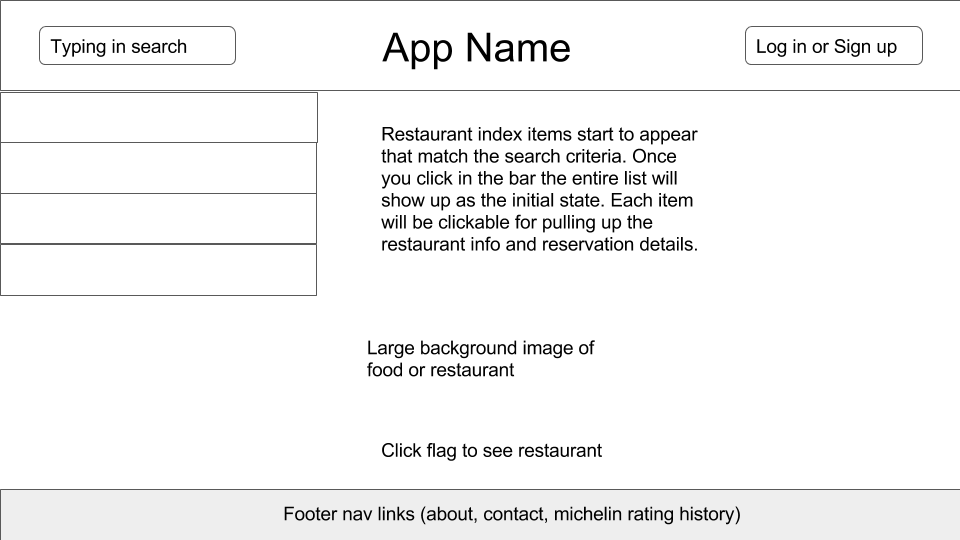 Typing in search
App Name
Log in or Sign up
Restaurant index items start to appear
that match the search criteria. Once
you click in the bar the entire list will
show up as the initial state. Each item
will be clickable for pulling up the
restaurant info and reservation details.
Large background image of
food or restaurant
Click flag to see restaurant
Footer nav links (about, contact, michelin rating history)